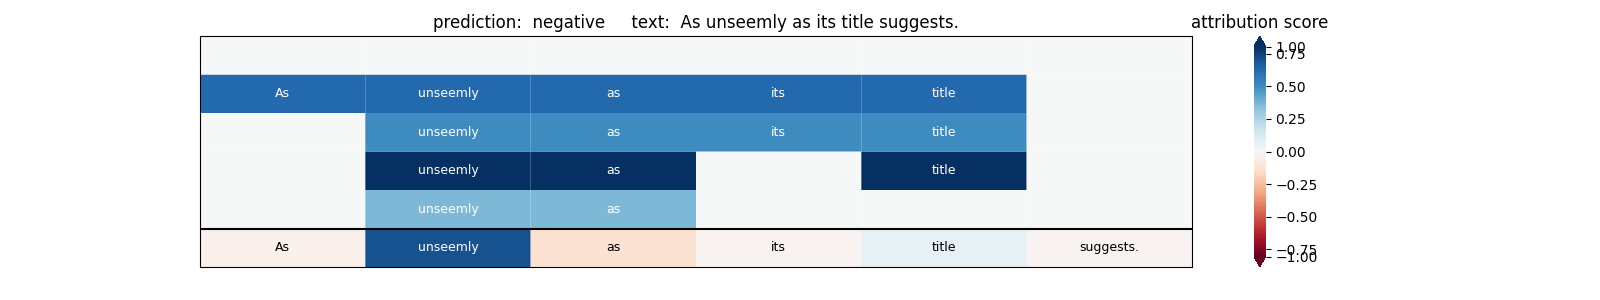 prediction:  negative     text:  As unseemly as its title suggests.
attribution score
As unseemly as its title
unseemly as its title
unseemly as title
unseemly as
As unseemly as its title suggests.
1.00
0.75
0.50
0.25
0.00
−0.25
−0.50
−0.75
−1.00